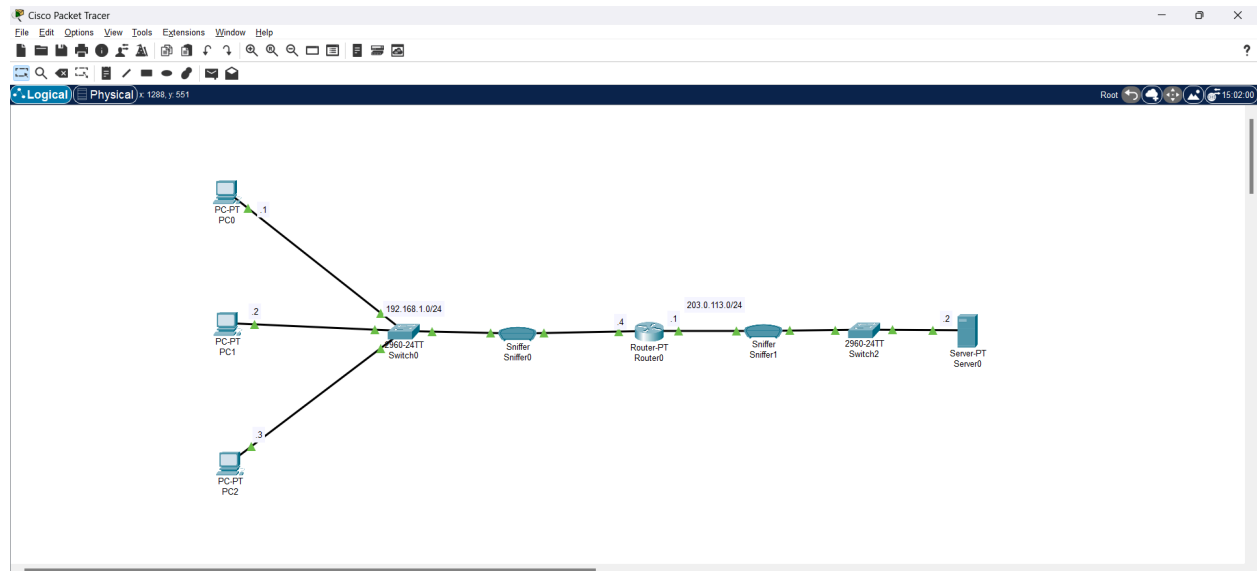 Cisco Packet Tracer
File Edit Options View Tools Extensions Window Help
?
Logical Physical x: 1288, y: 551 Root 15:02:00
PC-PT
PC0
.1
.2
PC-PT
PC1
.3
PC-PT
PC2
192.168.1.0/24
2960-24TT
Switch0
Sniffer
Sniffer0
.4
.1
Router-PT
Router0
203.0.113.0/24
Sniffer
Sniffer1
2960-24TT
Switch2
.2
Server-PT
Server0